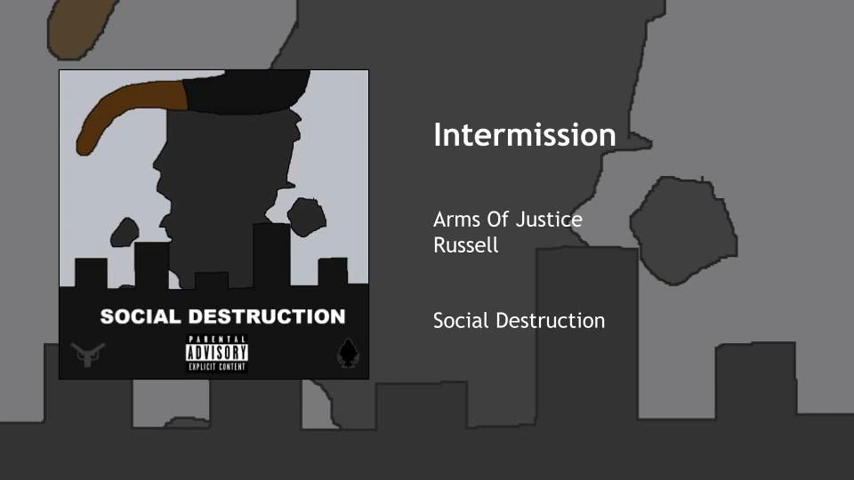 SOCIAL DESTRUCTION
PARENTAL
ADVISORY
EXPLICIT CONTENT
Intermission
Arms Of Justice
Russell
Social Destruction